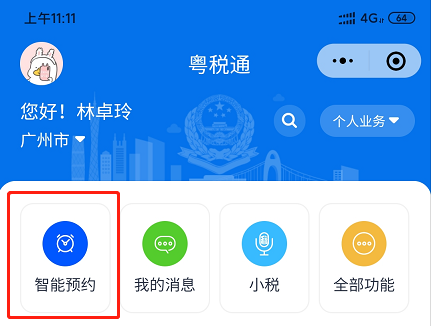 上午11:11
4G
64
粤税通
您好！林卓玲
广州市
个人业务
智能预约
我的消息
小税
全部功能